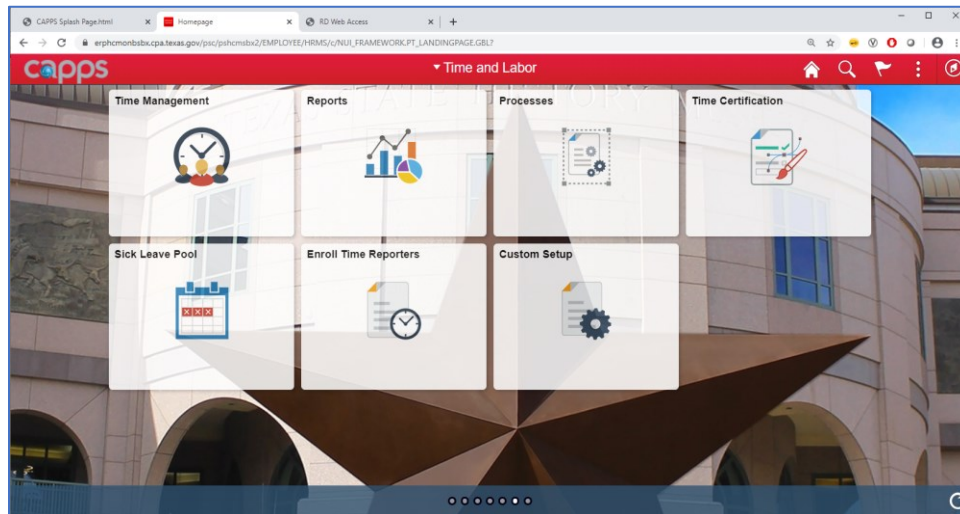 CAPPS Splash Page.html
Homepage
RD Web Access
erphcmonbsbx.cpa.texas.gov/psc/pshcmsbx2/EMPLOYEE/HRMS/c/NUI_FRAMEWORK.PT_LANDINGPAGE.GBL?
capps
Time and Labor
Time Management
Reports
Processes
Time Certification
Sick Leave Pool
Enroll Time Reporters
Custom Setup